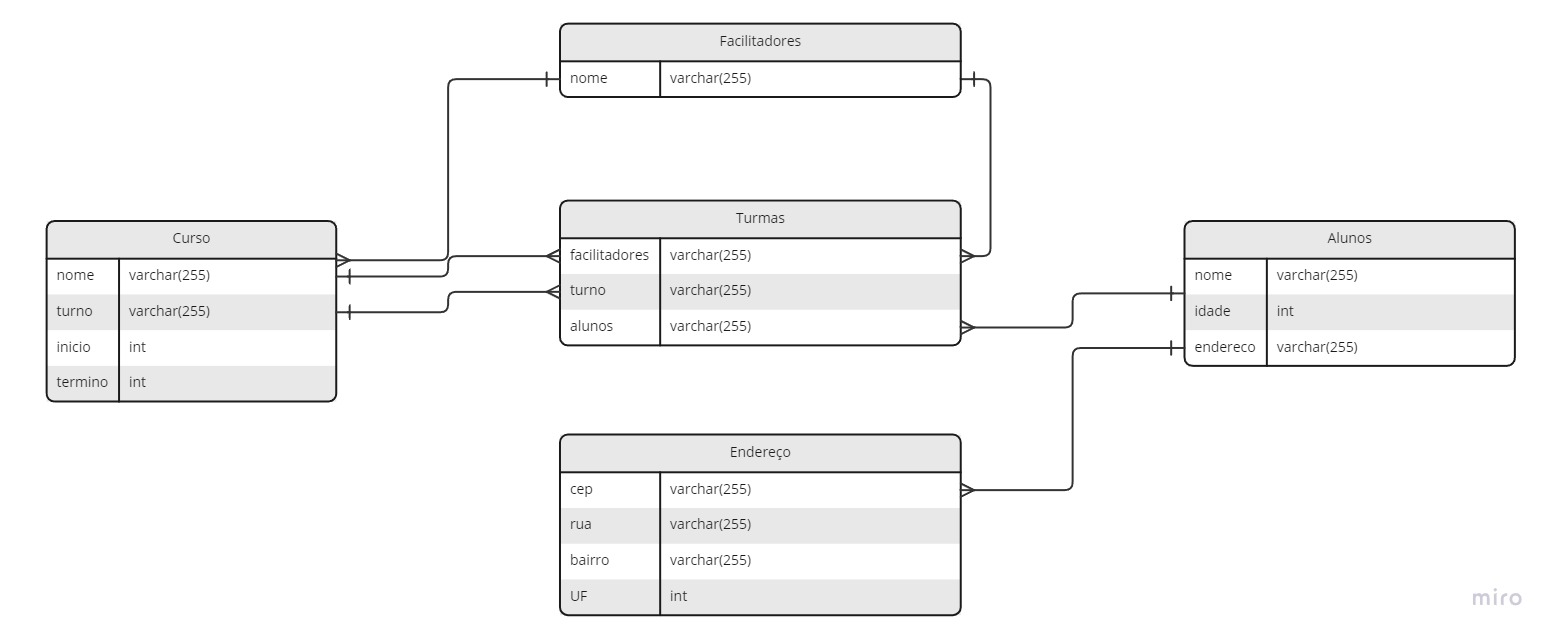 Facilitadores
nome varchar(255)
Turmas
facilitadores varchar(255)
turno varchar(255)
alunos varchar(255)
Curso
nome varchar(255)
turno varchar(255)
inicio int
termino int
Alunos
nome varchar(255)
idade int
endereco varchar(255)
Endereço
cep varchar(255)
rua varchar(255)
bairro varchar(255)
UF int
miro